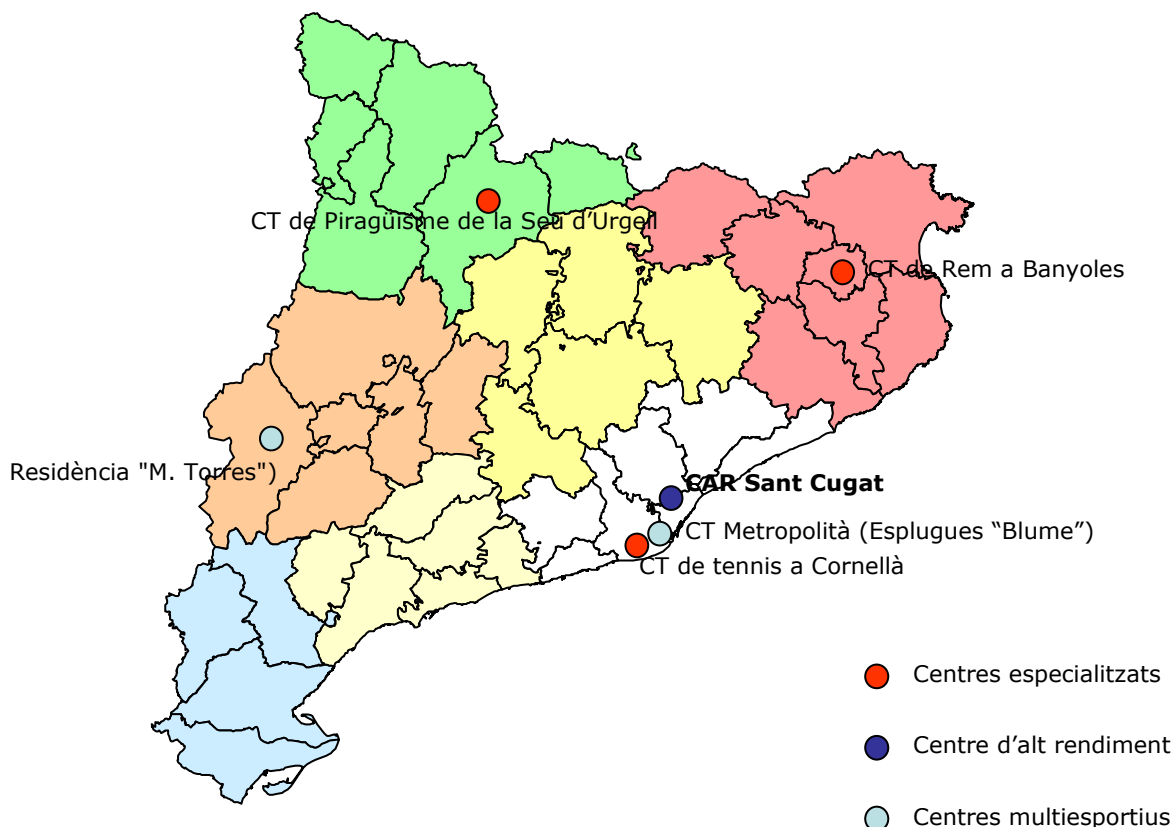 CT de Piragüisme de la Seu d’Urgell
CT de Rem a Banyoles
Residència "M. Torres")
CAR Sant Cugat
CT Metropolità (Esplugues “Blume”)
CT de tennis a Cornellà
Centres especialitzats
Centre d’alt rendiment
Centres multiesportius